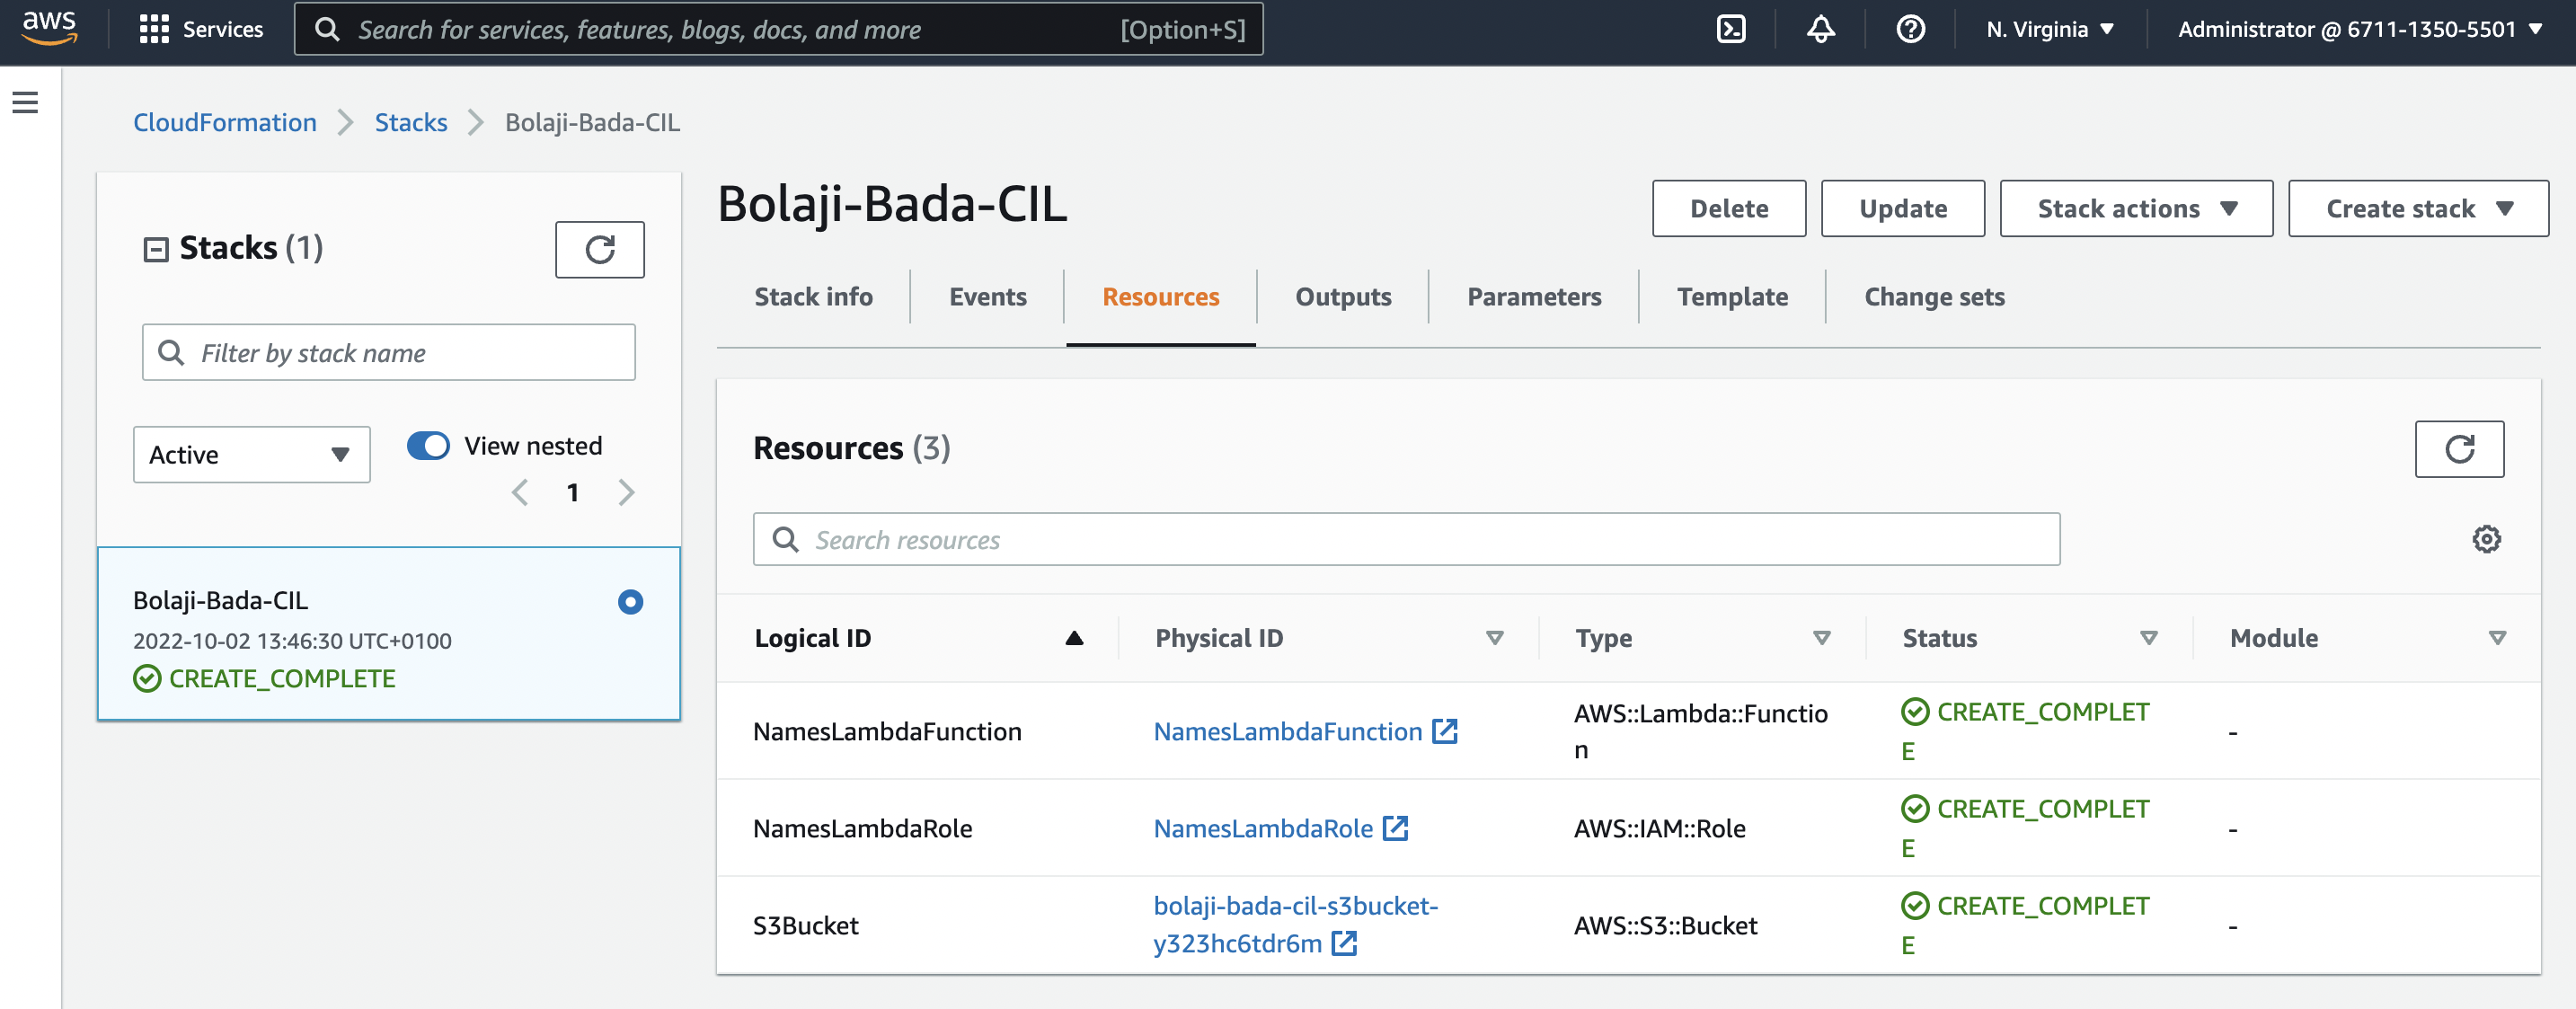 aws
Services
Search for services, features, blogs, docs, and more [Option+S]
N. Virginia
Administrator @ 6711-1350-5501
CloudFormation
Stacks
Bolaji-Bada-CIL
Stacks (1)
Filter by stack name
Active
View nested
1
Bolaji-Bada-CIL
2022-10-02 13:46:30 UTC+0100
CREATE_COMPLETE
Bolaji-Bada-CIL
Delete
Update
Stack actions
Create stack
Stack info
Events
Resources
Outputs
Parameters
Template
Change sets
Resources (3)
Search resources
Logical ID
Physical ID
Type
Status
Module
NamesLambdaFunction
NamesLambdaFunction
AWS::Lambda::Functio
n
CREATE_COMPLET
E
-
NamesLambdaRole
NamesLambdaRole
AWS::IAM::Role
CREATE_COMPLET
E
-
S3Bucket
bolaji-bada-cil-s3bucket-
y323hc6tdr6m
AWS::S3::Bucket
CREATE_COMPLET
E
-